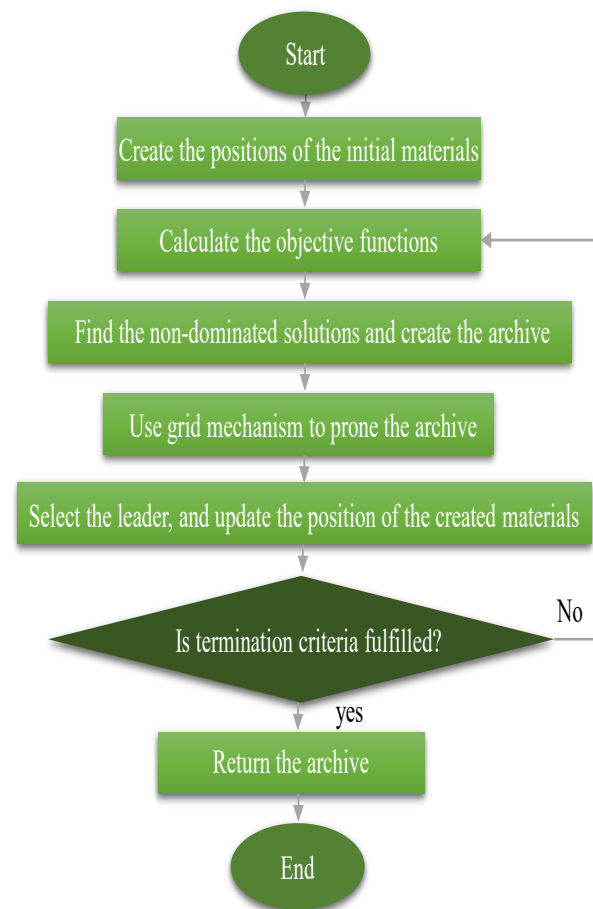 Start
Create the positions of the initial materials
Calculate the objective functions
Find the non-dominated solutions and create the archive
Use grid mechanism to prone the archive
Select the leader, and update the position of the created materials
Is termination criteria fulfilled?
No
yes
Return the archive
End